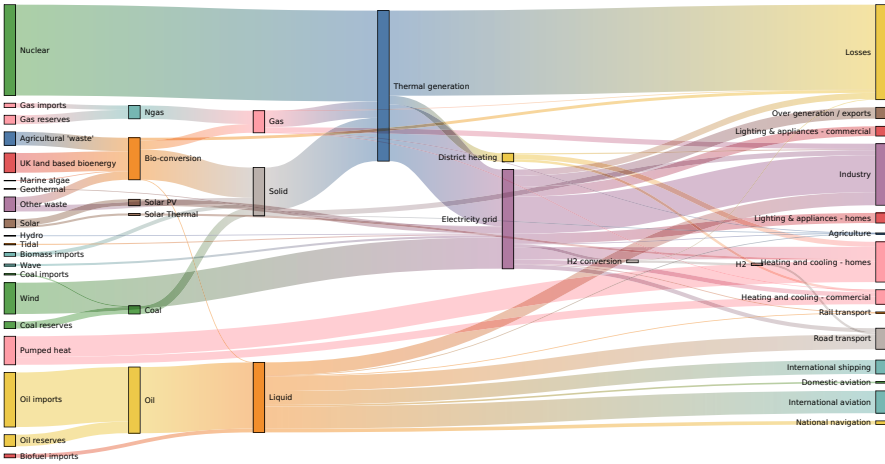 Nuclear
Gas imports
Gas reserves
Agricultural 'waste'
UK land based bioenergy
Marine algae
Geothermal
Other waste
Solar
Hydro
Tidal
Biomass imports
Wave
Coal imports
Wind
Coal reserves
Pumped heat
Oil imports
Oil reserves
Biofuel imports
Ngas
Bio-conversion
Solar PV
Solar Thermal
Coal
Oil
Gas
Solid
Liquid
Thermal generation
District heating
Electricity grid
H2 conversion
H2
Losses
Over generation / exports
Lighting & appliances - commercial
Industry
Lighting & appliances - homes
Agriculture
Heating and cooling - homes
Heating and cooling - commercial
Rail transport
Road transport
International shipping
Domestic aviation
International aviation
National navigation